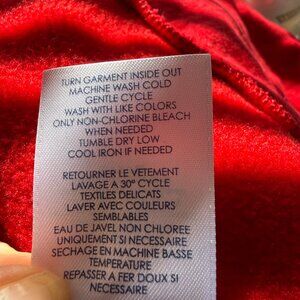 TURN GARMENT INSIDE OUT
MACHINE WASH COLD
GENTLE CYCLE
WASH WITH LIKE COLORS
ONLY NON-CHLORINE BLEACH
WHEN NEEDED
TUMBLE DRY LOW
COOL IRON IF NEEDED
RETOURNER LE VETEMENT
LAVAGE A 30° CYCLE
TEXTILES DELICATS
LAVER AVEC COULEURS
SEMBLABLES
EAU DE JAVEL NON CHLOREE
UNIQUEMENT SI NECESSAIRE
SECHAGE EN MACHINE BASSE
TEMPERATURE
REPASSER A FER DOUX SI
NECESSAIRE